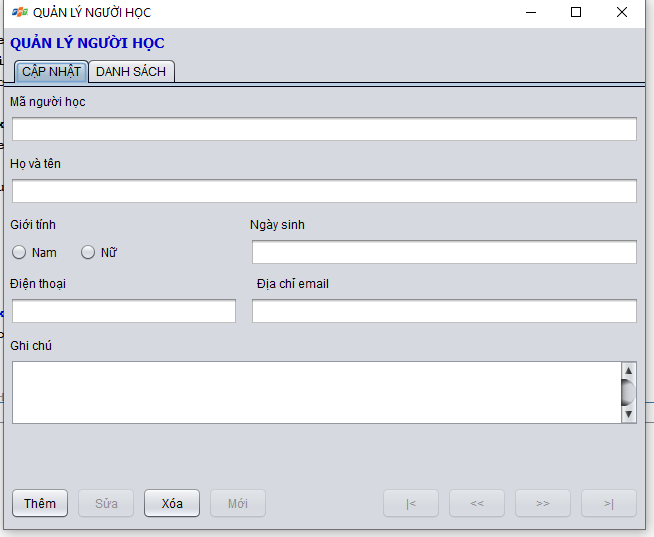 QUẢN LÝ NGƯỜI HỌC
QUẢN LÝ NGƯỜI HỌC
CẬP NHẬT DANH SÁCH
Mã người học
Họ và tên
Giới tính Ngày sinh
Nam Nữ
Điện thoại Địa chỉ email
Ghi chú
Thêm Sửa Xóa Mới |< << >> >|